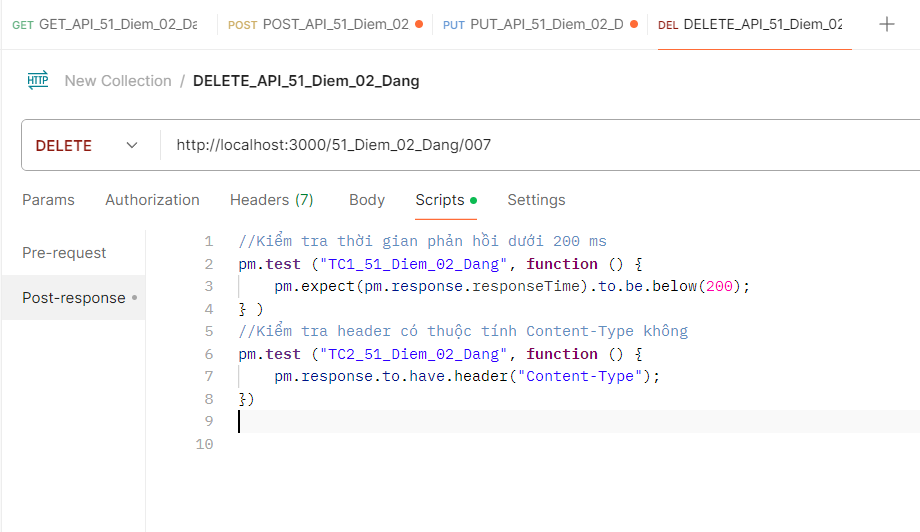 GET GET_API_51_Diem_02_Da
POST POST_API_51_Diem_02
PUT PUT_API_51_Diem_02_D
DEL DELETE_API_51_Diem_02
HTTP New Collection / DELETE_API_51_Diem_02_Dang
DELETE http://localhost:3000/51_Diem_02_Dang/007
Params Authorization Headers (7) Body Scripts Settings
Pre-request
Post-response
1 //Kiểm tra thời gian phản hồi dưới 200 ms
2 pm.test ("TC1_51_Diem_02_Dang", function () {
3 pm.expect(pm.response.responseTime).to.be.below(200);
4 } )
5 //Kiểm tra header có thuộc tính Content-Type không
6 pm.test ("TC2_51_Diem_02_Dang", function () {
7 pm.response.to.have.header("Content-Type");
8 })
9
10